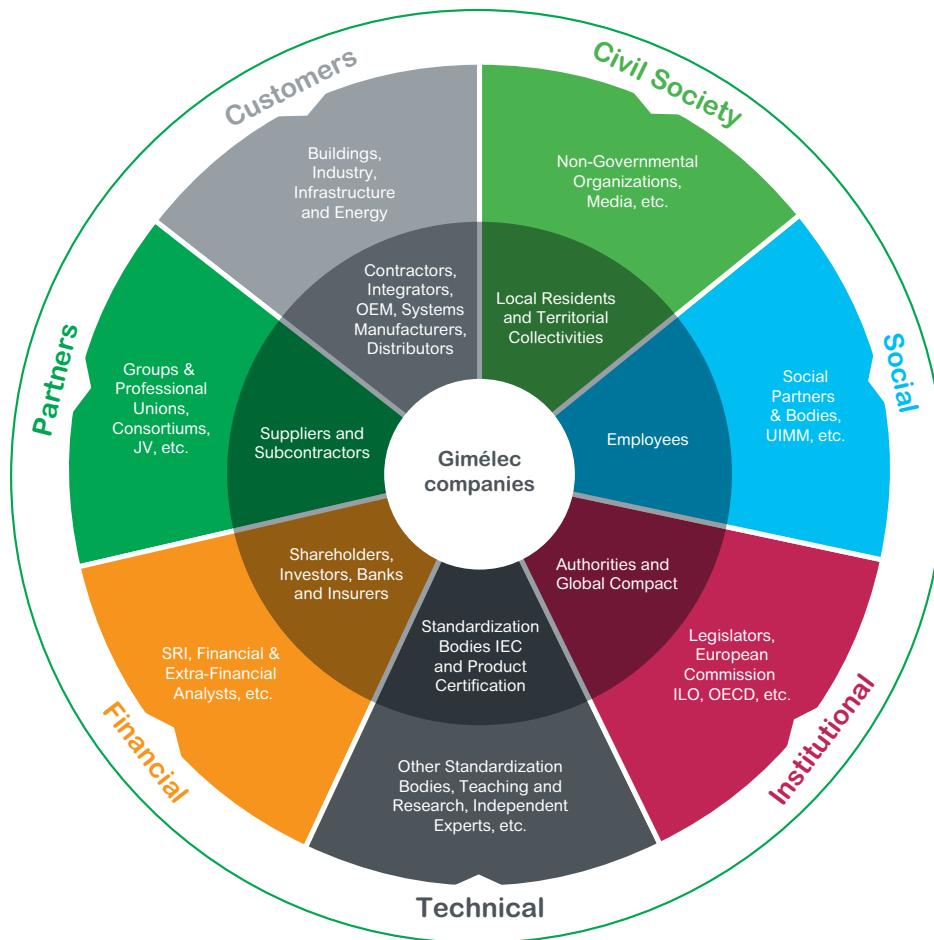 Customers
Civil Society
Buildings,
Industry,
Infrastructure
and Energy
Non-Governmental
Organizations,
Media, etc.
Contractors,
Integrators,
OEM, Systems
Manufacturers,
Distributors
Local Residents
and Territorial
Collectivities
Partners
Groups &
Professional
Unions,
Consortiums,
JV, etc.
Suppliers and
Subcontractors
Gimélec
companies
Employees
Social
Partners
& Bodies,
UIMM, etc.
Social
Shareholders,
Investors, Banks
and Insurers
Authorities and
Global Compact
SRI, Financial &
Extra-Financial
Analysts, etc.
Standardization
Bodies IEC
and Product
Certification
Legislators,
European
Commission
ILO, OECD, etc.
Financial
Other Standardization
Bodies, Teaching and
Research, Independent
Experts, etc.
Institutional
Technical